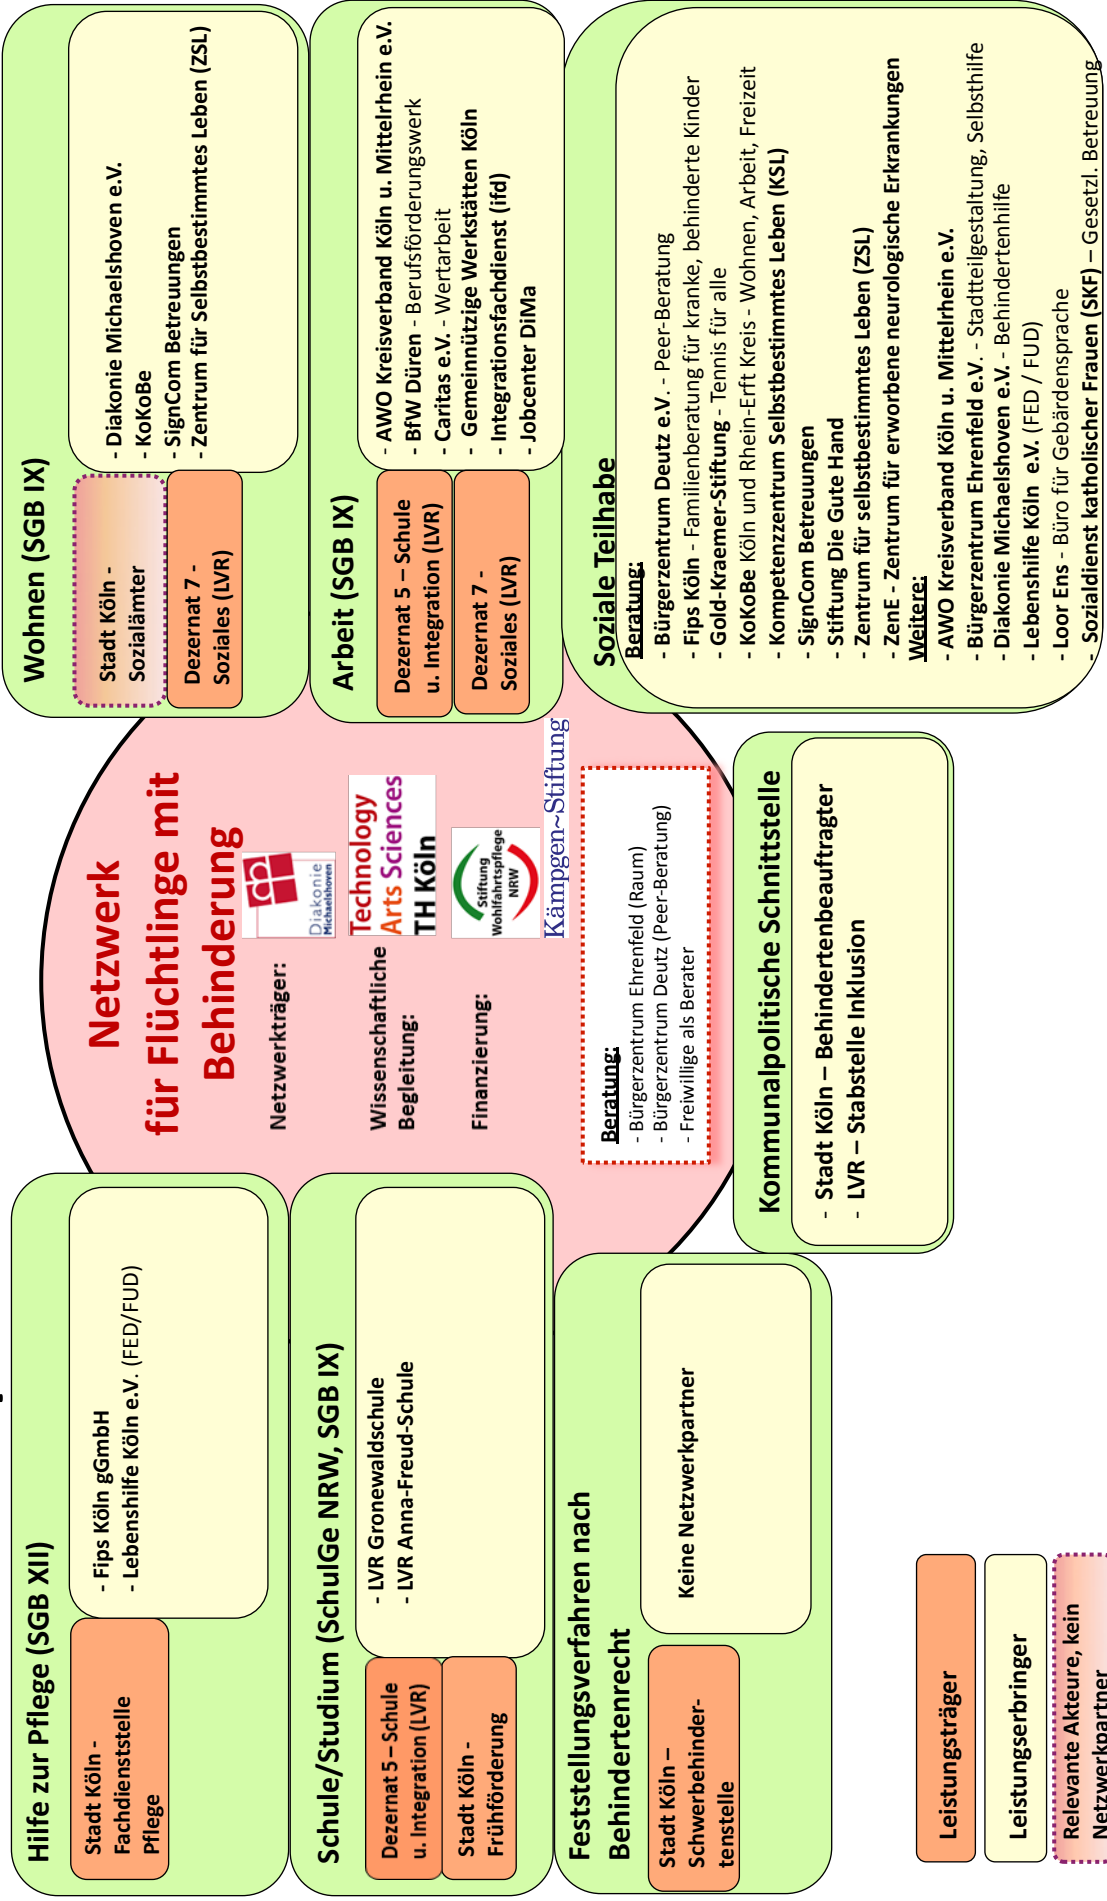 Netzwerk
für Flüchtlinge mit
Behinderung
Netzwerkträger:
Diakonie
Michaelshoven
Wissenschaftliche
Begleitung:
Technology
Arts Sciences
TH Köln
Finanzierung:
Stiftung
Wohlfahrtspflege
NRW
Kämpgen~Stiftung
Beratung:
- Bürgerzentrum Ehrenfeld (Raum)
- Bürgerzentrum Deutz (Peer-Beratung)
- Freiwillige als Berater
Hilfe zur Pflege (SGB XII)
Stadt Köln -
Fachdienststelle
Pflege
- Fips Köln gGmbH
- Lebenshilfe Köln e.V. (FED/FUD)
Schule/Studium (SchulGe NRW, SGB IX)
Dezernat 5 – Schule
u. Integration (LVR)
Stadt Köln -
Frühförderung
- LVR Gronewaldschule
- LVR Anna-Freud-Schule
Feststellungsverfahren nach
Behindertenrecht
Stadt Köln –
Schwerbehinder-
tenstelle
Keine Netzwerkpartner
Wohnen (SGB IX)
Stadt Köln -
Sozialämter
Dezernat 7 -
Soziales (LVR)
- Diakonie Michaelshoven e.V.
- KoKoBe
- SignCom Betreuungen
- Zentrum für Selbstbestimmtes Leben (ZSL)
Arbeit (SGB IX)
Dezernat 5 – Schule
u. Integration (LVR)
Dezernat 7 -
Soziales (LVR)
- AWO Kreisverband Köln u. Mittelrhein e.V.
- BfW Düren - Berufsförderungswerk
- Caritas e.V. - Wertarbeit
- Gemeinnützige Werkstätten Köln
- Integrationsfachdienst (ifd)
- Jobcenter DiMa
Soziale Teilhabe
Beratung:
- Bürgerzentrum Deutz e.V. - Peer-Beratung
- Fips Köln - Familienberatung für kranke, behinderte Kinder
- Gold-Kraemer-Stiftung - Tennis für alle
- KoKoBe Köln und Rhein-Erft Kreis - Wohnen, Arbeit, Freizeit
- Kompetenzzentrum Selbstbestimmtes Leben (KSL)
- SignCom Betreuungen
- Stiftung Die Gute Hand
- Zentrum für selbstbestimmtes Leben (ZSL)
- ZenE - Zentrum für erworbene neurologische Erkrankungen
Weitere:
- AWO Kreisverband Köln u. Mittelrhein e.V.
- Bürgerzentrum Ehrenfeld e.V. - Stadtteilgestaltung, Selbsthilfe
- Diakonie Michaelshoven e.V. - Behindertenhilfe
- Lebenshilfe Köln e.V. (FED / FUD)
- Loor Ens - Büro für Gebärdensprache
- Sozialdienst katholischer Frauen (SKF) – Gesetzl. Betreuung
Kommunalpolitische Schnittstelle
- Stadt Köln – Behindertenbeauftragter
- LVR – Stabstelle Inklusion
Leistungsträger
Leistungserbringer
Relevante Akteure, kein
Netzwerkpartner